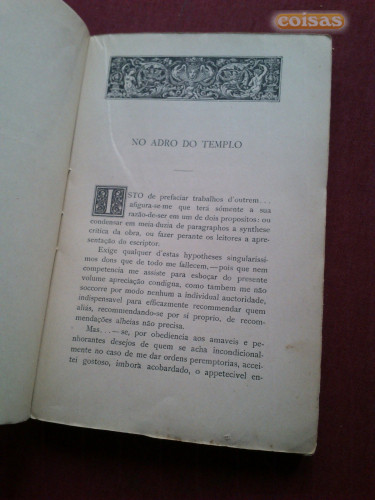 coisas
NO ADRO DO TEMPLO
ISTO de prefaciar trabalhos d'outrem...
afigura-se-me que terá sómente a sua
razão-de-ser em um de dois propositos: ou
condensar em meia duzia de paragraphos a synthese
critica da obra, ou fazer perante os leitores a apre-
sentação do escriptor.
Exige qualquer d'estas hypotheses singularissi-
mos dons que de todo me fallecem, — pois que nem
competencia me assiste para esboçar do presente
volume apreciação condigna, como tambem me não
soccorre por modo nenhum a individual auctoridade,
indispensavel para efficazmente recommendar quem
aliás, recommendando-se por si proprio, de recom-
mendações alheias não precisa.
Mas... — se, por obediencia aos amaveis e pe-
nhorantes desejos de quem se acha incondicional-
mente no caso de me dar ordens peremptorias, accei-
tei gostoso, imbora acobardado, o appetecivel en-